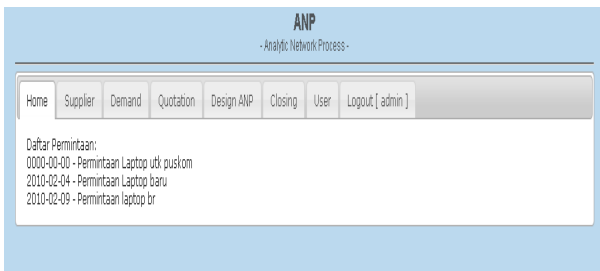 ANP
- Analytic Network Process -
Home Supplier Demand Quotation Design ANP Closing User Logout [ admin ]
Daftar Permintaan:
0000-00-00 - Permintaan Laptop utk puskom
2010-02-04 - Permintaan Laptop baru
2010-02-09 - Permintaan laptop br